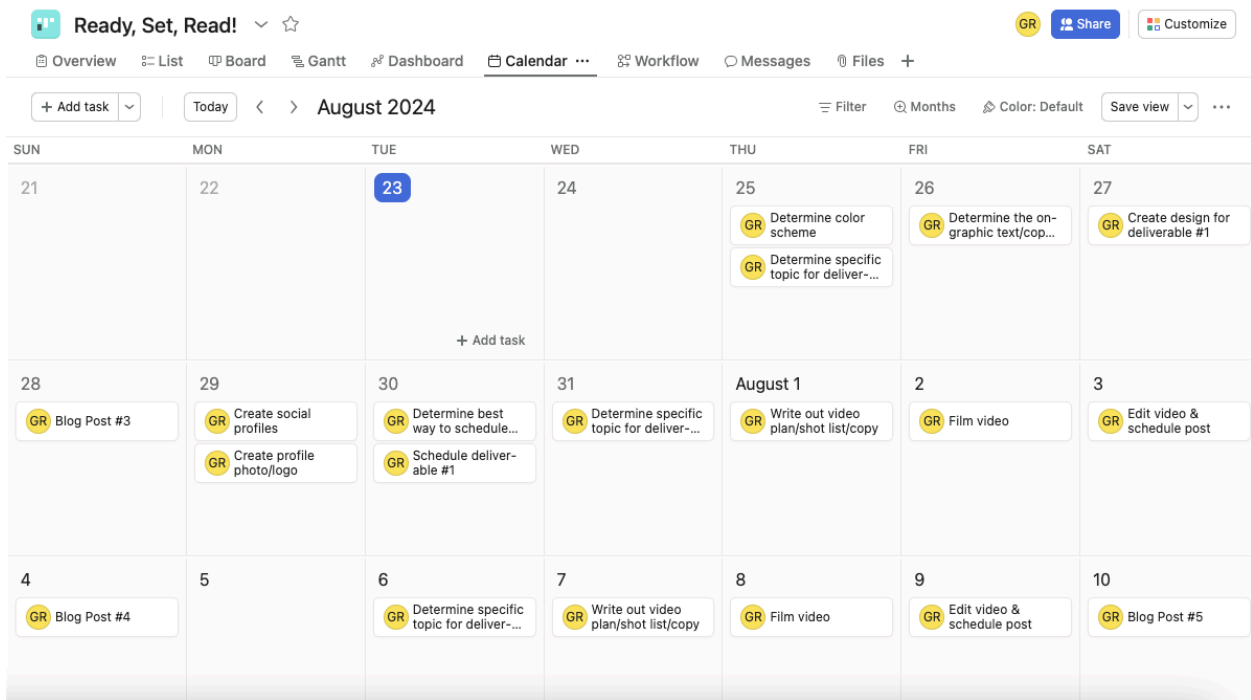 Ready, Set, Read!
GR
Share
Customize
Overview
List
Board
Gantt
Dashboard
Calendar ...
Workflow
Messages
Files +
+ Add task
Today
< > August 2024
Filter
Months
Color: Default
Save view
...
SUN MON TUE WED THU FRI SAT
21 22 23 24 25 26 27
GR Determine color
scheme
GR Determine specific
topic for deliver-...
GR Determine the on-
graphic text/cop...
GR Create design for
deliverable #1
+ Add task
28 29 30 31 August 1 2 3
GR Blog Post #3
GR Create social
profiles
GR Create profile
photo/logo
GR Determine best
way to schedule...
GR Schedule deliver-
able #1
GR Determine specific
topic for deliver-...
GR Write out video
plan/shot list/copy
GR Film video
GR Edit video &
schedule post
4 5 6 7 8 9 10
GR Blog Post #4
GR Determine specific
topic for deliver-...
GR Write out video
plan/shot list/copy
GR Film video
GR Edit video &
schedule post
GR Blog Post #5